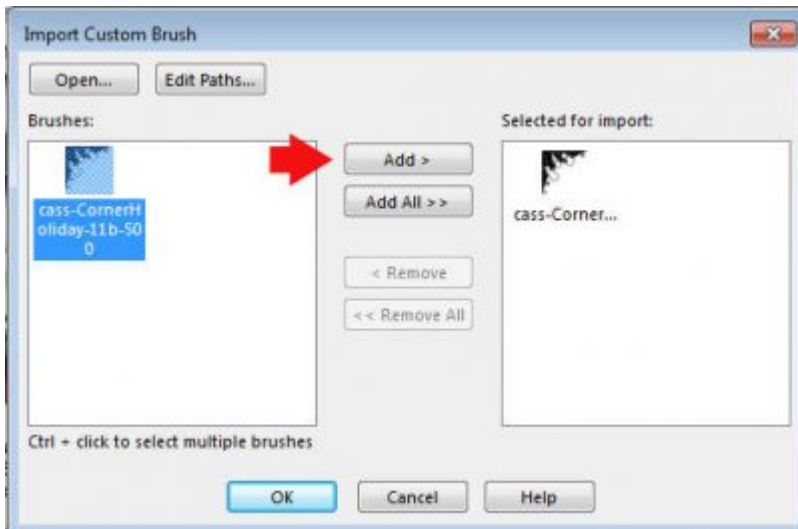 Import Custom Brush
Open... Edit Paths...
Brushes: Selected for import:
Add >
Add All >>
cass-CornerH
oliday-11b-50
0
cass-Corner...
< Remove
<< Remove All
Ctrl + click to select multiple brushes
OK Cancel Help